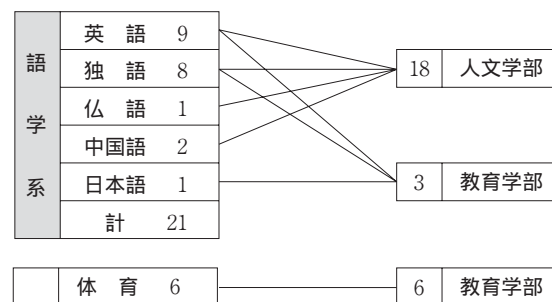 語学系
英語 9
独語 8
仏語 1
中国語 2
日本語 1
計 21
18 人文学部
3 教育学部
体育 6
6 教育学部